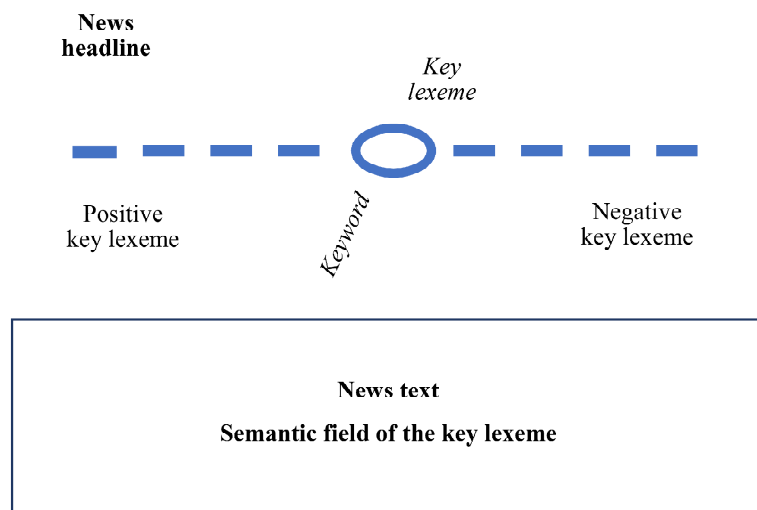 News
headline
Key
lexeme
Positive
key lexeme
Keyword
Negative
key lexeme
News text
Semantic field of the key lexeme